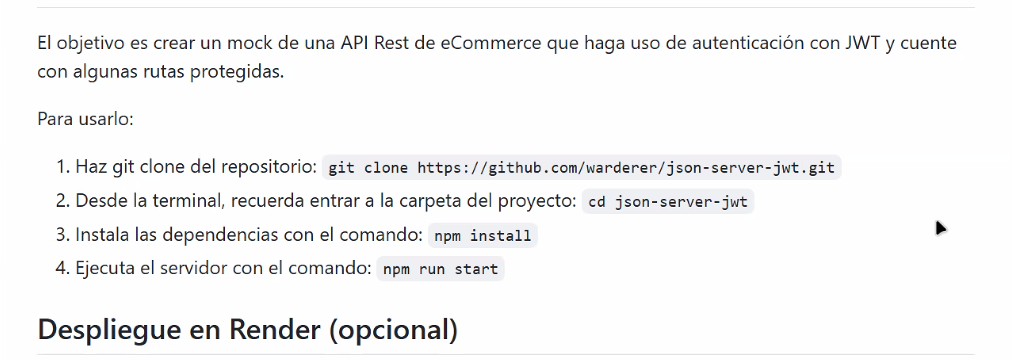 El objetivo es crear un mock de una API Rest de eCommerce que haga uso de autenticación con JWT y cuente
con algunas rutas protegidas.
Para usarlo:
1. Haz git clone del repositorio: git clone https://github.com/warderer/json-server-jwt.git
2. Desde la terminal, recuerda entrar a la carpeta del proyecto: cd json-server-jwt
3. Instala las dependencias con el comando: npm install
4. Ejecuta el servidor con el comando: npm run start
Despliegue en Render (opcional)